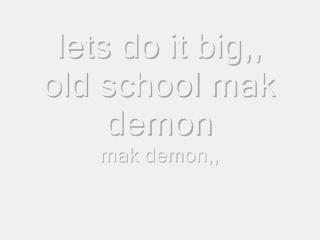 lets do it big,,
old school mak
demon
mak demon,,